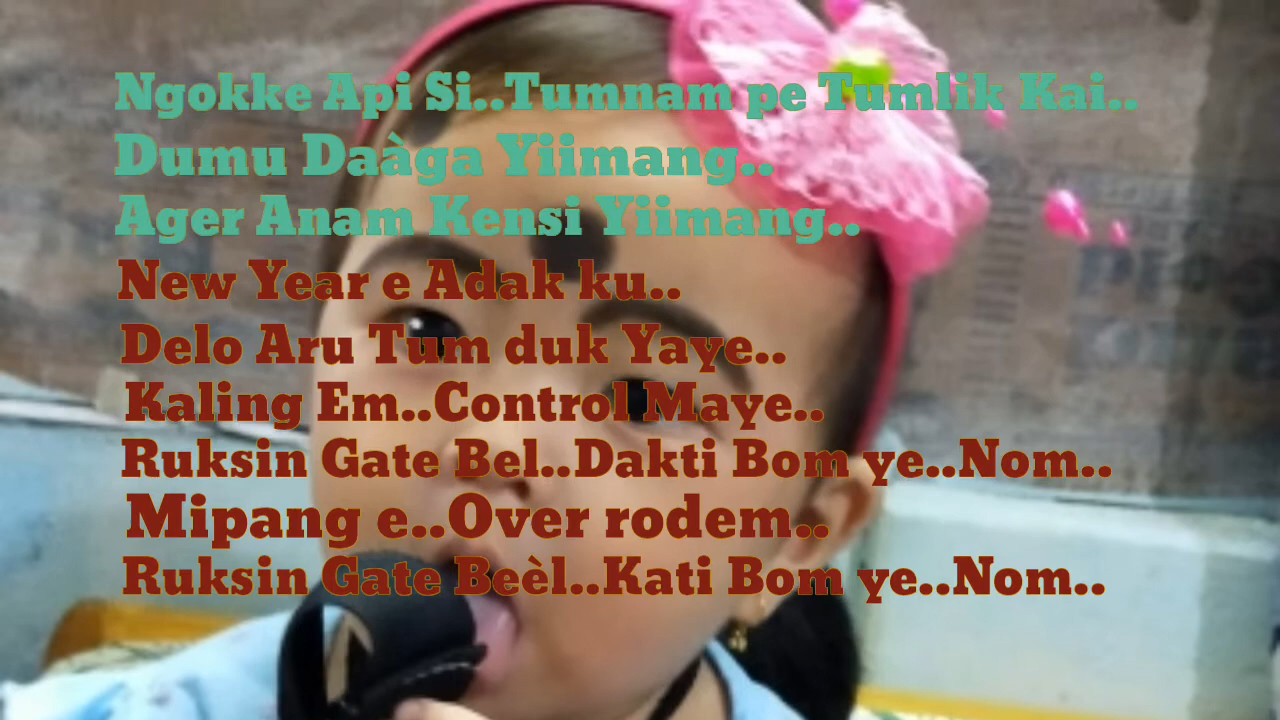 Ngokke Api Si..Tumnam pe Tumlik Kai..
Dumu Daàga Yiimang..
Ager Anam Kensi Yiimang..
New Year e Adak ku..
Delo Aru Tum duk Yaye..
Kaling Em..Control Maye..
Ruksin Gate Bel..Dakti Bom ye..Nom..
Mipang e..Over rodem..
Ruksin Gate Beèl..Kati Bom ye..Nom..